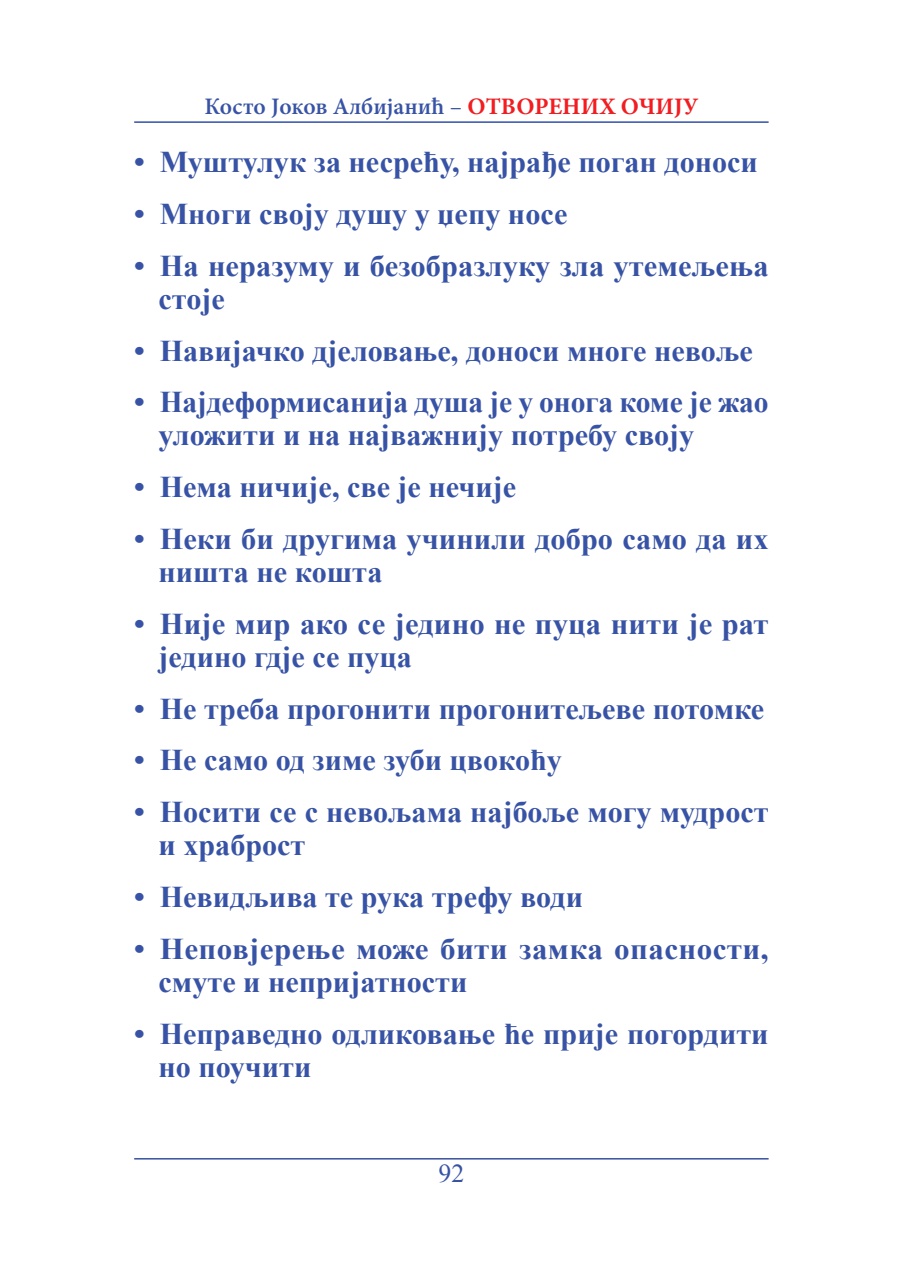 Косто Јоков Албијанић – ОТВОРЕНИХ ОЧИЈУ
• Муштулук за несрећу, најрађе поган доноси
• Многи своју душу у џепу носе
• На неразуму и безобразлуку зла утемељења
стоје
• Навијачко дјеловање, доноси многе невоље
• Најдеформисанија душа је у онога коме је жао
уложити и на најважнију потребу своју
• Нема ничије, све је нечије
• Неки би другима учинили добро само да их
ништа не кошта
• Није мир ако се једино не пуца нити је рат
једино гдје се пуца
• Не треба прогонити прогонитељеве потомке
• Не само од зиме зуби цвокоћу
• Носити се с невољама најбоље могу мудрост
и храброст
• Невидљива те рука трефу води
• Неповјерење може бити замка опасности,
смуте и непријатности
• Неправедно одликовање ће прије погордити
но поучити
92